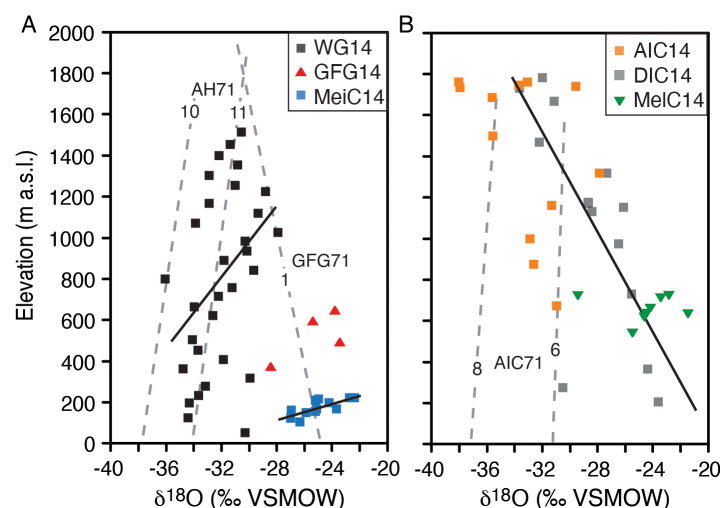 A
2000
1800
1600
1400
1200
1000
800
600
400
200
0
Elevation (m a.s.l.)
-40 -36 -32 -28 -24 -20
δ¹⁸O (‰ VSMOW)
WG14
GFG14
MeiC14
AH71
10 11
GFG71
1
B
AIC14
DIC14
MelC14
8 AIC71 6
-40 -36 -32 -28 -24 -20
δ¹⁸O (‰ VSMOW)